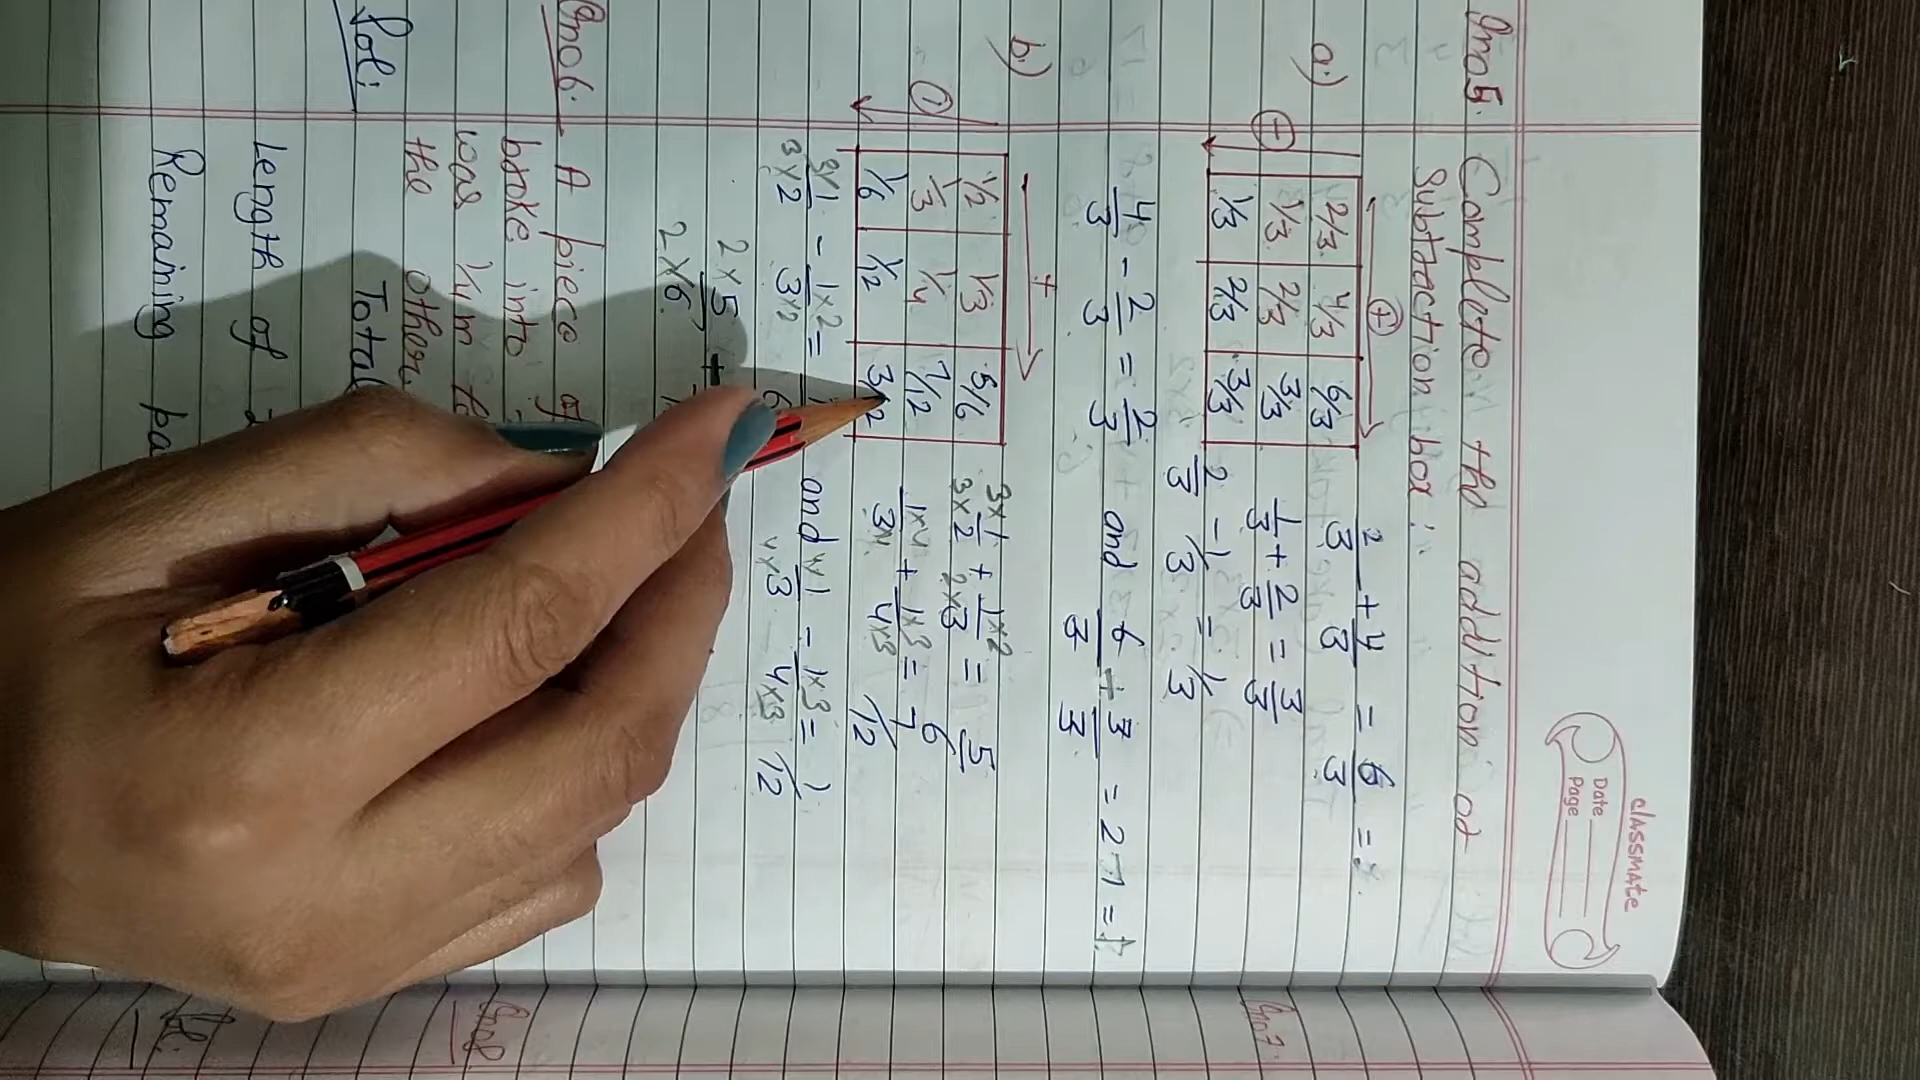 classmate
Date
Page
Qno5. Complete the addition or
subtraction box:
a.)
+
-
2/3 4/3 6/3
1/3 2/3 3/3
1/3 2/3 3/3
2/3 + 4/3 = 6/3 =
1/3 + 2/3 = 3/3
2/3 - 1/3 = 1/3
4/3 - 2/3 = 2/3 and 6/3 + 3/3 = 2-1 = 1.
b.)
+
1/2 1/3 5/6
1/3 1/4 7/12
1/6 1/12 3/12
3×1/3×2 + 1×2/2×3 = 5/6
1×4/3×4 + 1×3/4×3 = 7/12
3×1/3×2 - 1×2/3×2 =
and 4×1/4×3 - 1×3/4×3 = 1/12
2×5/2×6
Qno6. A piece of
broke into
was 1/4 m
the other.
Sol: Total
Length of
Remaining
Qno7.